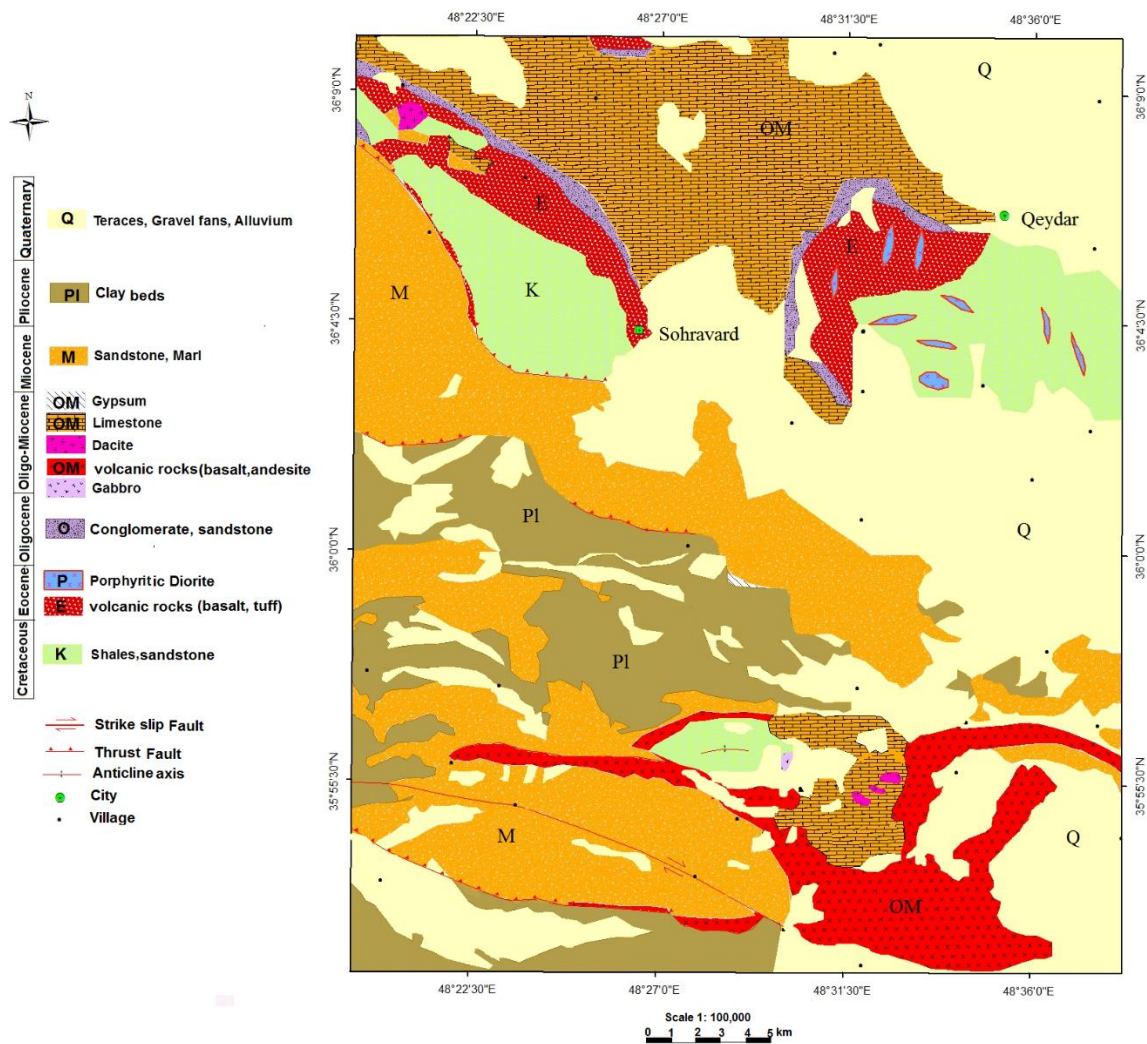 48°22'30"E 48°27'0"E 48°31'30"E 48°36'0"E
36°9'0"N
36°4'30"N
36°0'0"N
35°55'30"N
36°9'0"N
36°4'30"N
36°0'0"N
35°55'30"N
N
Quaternary
Pliocene
Miocene
Oligo-Miocene
Oligocene
Eocene
Cretaceous
Q Teraces, Gravel fans, Alluvium
Pl Clay beds
M Sandstone, Marl
OM Gypsum
OM Limestone
Dacite
OM volcanic rocks(basalt,andesite
Gabbro
O Conglomerate, sandstone
P Porphyritic Diorite
E volcanic rocks (basalt, tuff)
K Shales,sandstone
Strike slip Fault
Thrust Fault
Anticline axis
City
Village
Q
OM
E
Qeydar
E
M
K
Sohravard
Pl
Q
Pl
M
Q
OM
48°22'30"E 48°27'0"E 48°31'30"E 48°36'0"E
Scale 1: 100,000
0 1 2 3 4 5 km